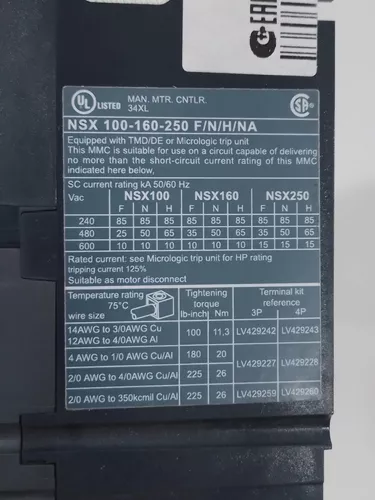 EAC
UL LISTED MAN. MTR. CNTLR.
34XL
NSX 100-160-250 F/N/H/NA
Equipped with TMD/DE or Micrologic trip unit
This MMC is suitable for use on a circuit capable of delivering
no more than the short-circuit current rating of this MMC
indicated here below,
SC current rating kA 50/60 Hz
Vac NSX100 NSX160 NSX250
F N H F N H F N H
240 85 85 85 85 85 85 85 85 85
480 25 50 65 35 50 65 35 50 65
600 10 10 10 10 10 10 15 15 15
Rated current: see Micrologic trip unit for HP rating
tripping current 125%
Suitable as motor disconnect
Temperature rating Tightening Terminal kit
75°C torque reference
wire size lb-inch Nm 3P 4P
14AWG to 3/0AWG Cu 100 11,3 LV429242 LV429243
12AWG to 4/0AWG Al
4 AWG to 1/0 AWG Cu/Al 180 20
LV429227 LV429228
2/0 AWG to 4/0AWG Cu/Al 225 26
2/0 AWG to 350kcmil Cu/Al 225 26 LV429259 LV429260